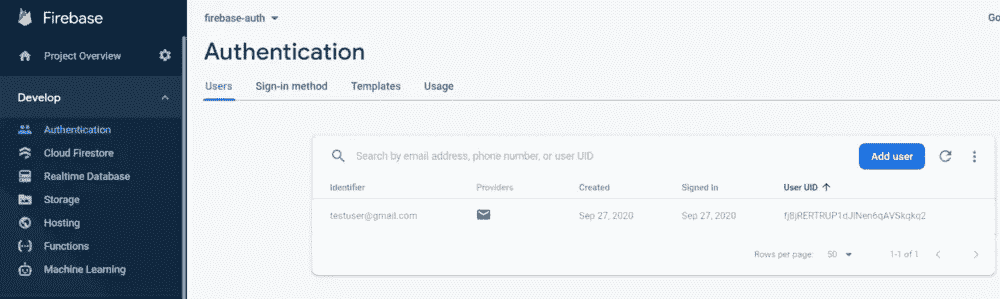 Firebase
Project Overview
Develop
Authentication
Cloud Firestore
Realtime Database
Storage
Hosting
Functions
Machine Learning
firebase-auth
Go
Authentication
Users Sign-in method Templates Usage
Search by email address, phone number, or user UID
Add user
Identifier Providers Created Signed In User UID
testuser@gmail.com Sep 27, 2020 Sep 27, 2020
Rows per page: 50 1-1 of 1